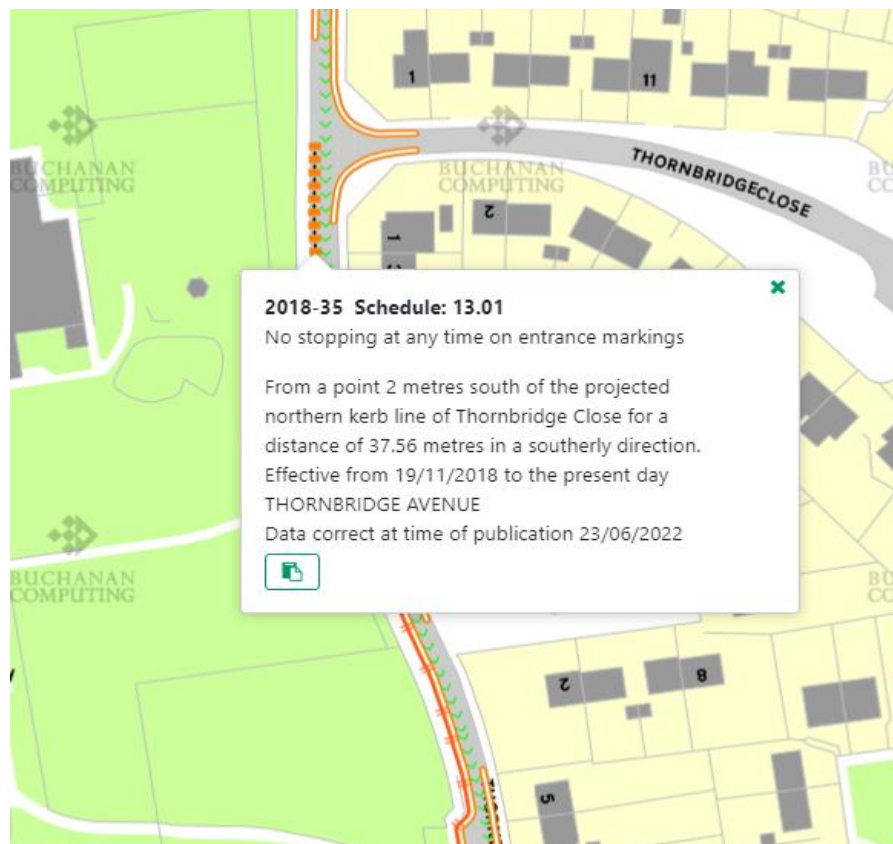 1
11
BUCHANAN
COMPUTING
BUCHANAN
COMPUTING
THORNBRIDGECLOSE
2
1
2018-35 Schedule: 13.01
No stopping at any time on entrance markings
From a point 2 metres south of the projected
northern kerb line of Thornbridge Close for a
distance of 37.56 metres in a southerly direction.
Effective from 19/11/2018 to the present day
THORNBRIDGE AVENUE
Data correct at time of publication 23/06/2022
BUCHANAN
COMPUTING
2
8
5